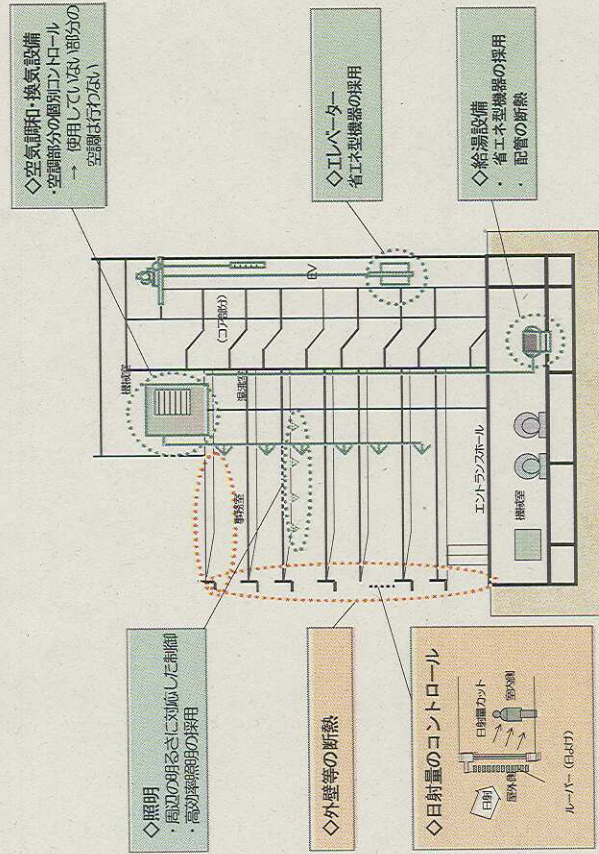 ◇空気調和・換気設備
・空調部分の個別コントロール
→ 使用していない部分の
空調は行わない
◇エレベーター
省エネ型機器の採用
◇給湯設備
・ 省エネ型機器の採用
・ 配管の断熱
機械室
(コア部分)
EV
湯沸室
事務室
エントランスホール
機械室
◇照明
・周辺の明るさに対応した制御
・高効率照明の採用
◇外壁等の断熱
◇日射量のコントロール
日射量カット
日射
屋外側
室内側
ルーバー (日よけ)